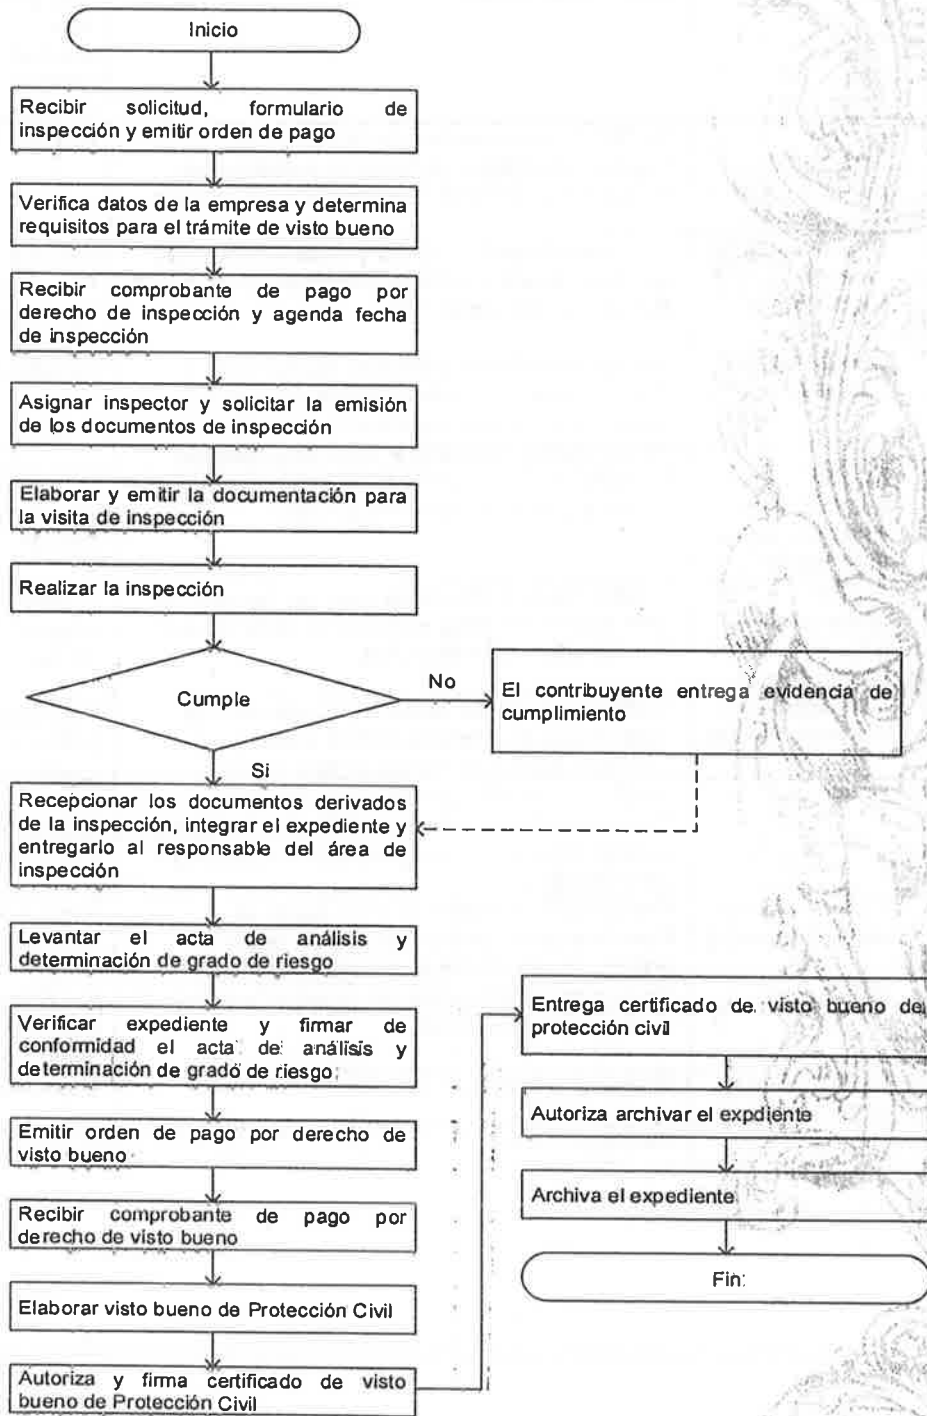 Inicio
Recibir solicitud, formulario de
inspección y emitir orden de pago
Verifica datos de la empresa y determina
requisitos para el trámite de visto bueno
Recibir comprobante de pago por
derecho de inspección y agenda fecha
de inspección
Asignar inspector y solicitar la emisión
de los documentos de inspección
Elaborar y emitir la documentación para
la visita de inspección
Realizar la inspección
Cumple
No
El contribuyente entrega evidencia de
cumplimiento
Si
Recepcionar los documentos derivados
de la inspección, integrar el expediente y
entregarlo al responsable del área de
inspección
Levantar el acta de análisis y
determinación de grado de riesgo
Verificar expediente y firmar de
conformidad el acta de análisis y
determinación de grado de riesgo
Emitir orden de pago por derecho de
visto bueno
Recibir comprobante de pago por
derecho de visto bueno
Elaborar visto bueno de Protección Civil
Autoriza y firma certificado de visto
bueno de Protección Civil
Entrega certificado de visto bueno de
protección civil
Autoriza archivar el expdiente
Archiva el expediente
Fin